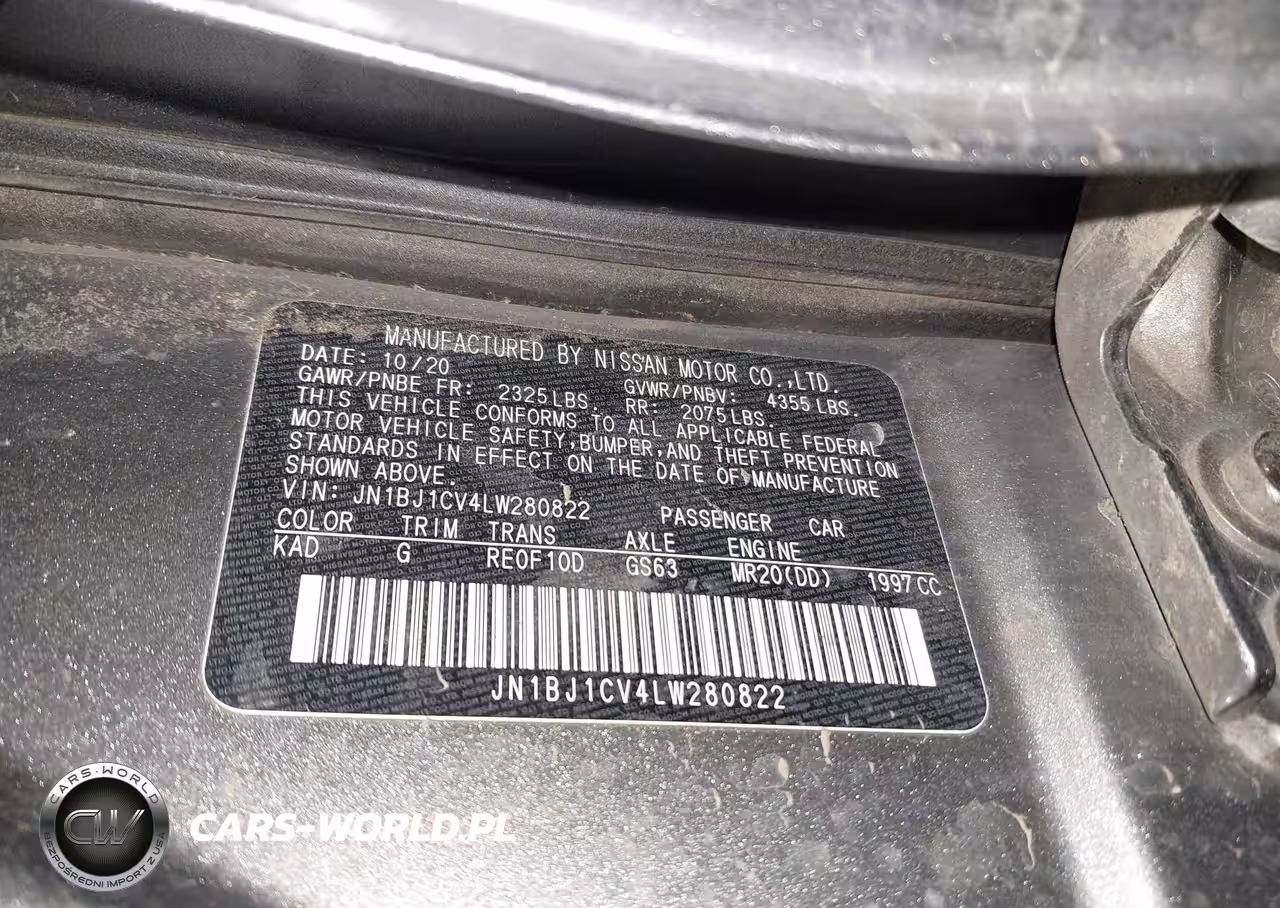 MANUFACTURED BY NISSAN MOTOR CO.,LTD.
DATE: 10/20 GVWR/PNBV: 4355 LBS.
GAWR/PNBE FR: 2325 LBS. RR: 2075 LBS.
THIS VEHICLE CONFORMS TO ALL APPLICABLE FEDERAL
MOTOR VEHICLE SAFETY,BUMPER,AND THEFT PREVENTION
STANDARDS IN EFFECT ON THE DATE OF MANUFACTURE
SHOWN ABOVE.
VIN: JN1BJ1CV4LW280822 PASSENGER CAR
COLOR TRIM TRANS AXLE ENGINE
KAD G RE0F10D GS63 MR20(DD) 1997CC
JN1BJ1CV4LW280822
CARS-WORLD
CW
BEZPOŚREDNI IMPORT Z USA
CARS-WORLD.PL